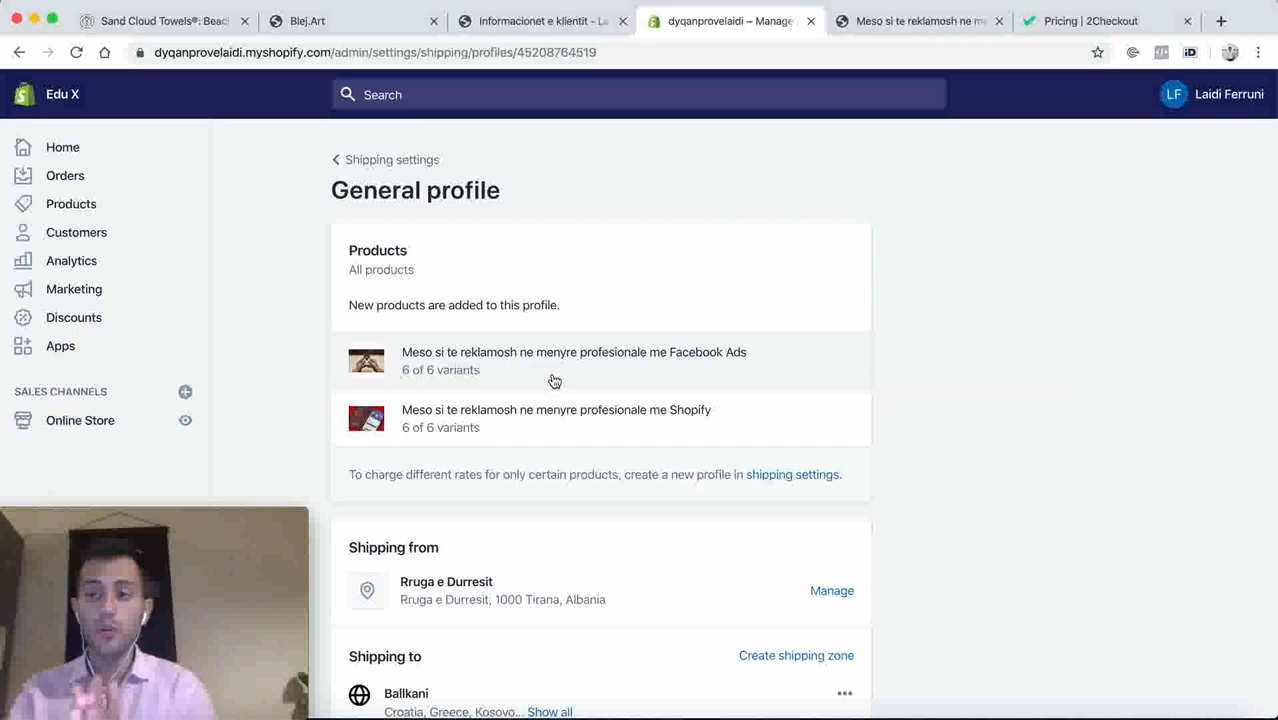 Sand Cloud Towels®: Beac
Blej.Art
Informacionet e klientit - La
dyqanprovelaidi ~ Manage
Meso si te reklamosh ne m
Pricing | 2Checkout
dyqanprovelaidi.myshopify.com/admin/settings/shipping/profiles/45208764519
iD
Edu X
Search
LF
Laidi Ferruni
Home
Orders
Products
Customers
Analytics
Marketing
Discounts
Apps
SALES CHANNELS
Online Store
Shipping settings
General profile
Products
All products
New products are added to this profile.
Meso si te reklamosh ne menyre profesionale me Facebook Ads
6 of 6 variants
Meso si te reklamosh ne menyre profesionale me Shopify
6 of 6 variants
To charge different rates for only certain products, create a new profile in shipping settings.
Shipping from
Rruga e Durresit
Rruga e Durresit, 1000 Tirana, Albania
Manage
Shipping to
Create shipping zone
Ballkani
Croatia, Greece, Kosovo... Show all